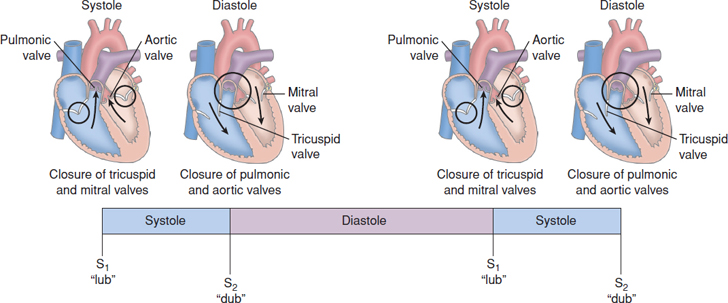 Systole
Diastole
Systole
Diastole
Pulmonic
valve
Aortic
valve
Mitral
valve
Tricuspid
valve
Pulmonic
valve
Aortic
valve
Mitral
valve
Tricuspid
valve
Closure of tricuspid
and mitral valves
Closure of pulmonic
and aortic valves
Closure of tricuspid
and mitral valves
Closure of pulmonic
and aortic valves
Systole
Diastole
Systole
S1
"lub"
S2
"dub"
S1
"lub"
S2
"dub"